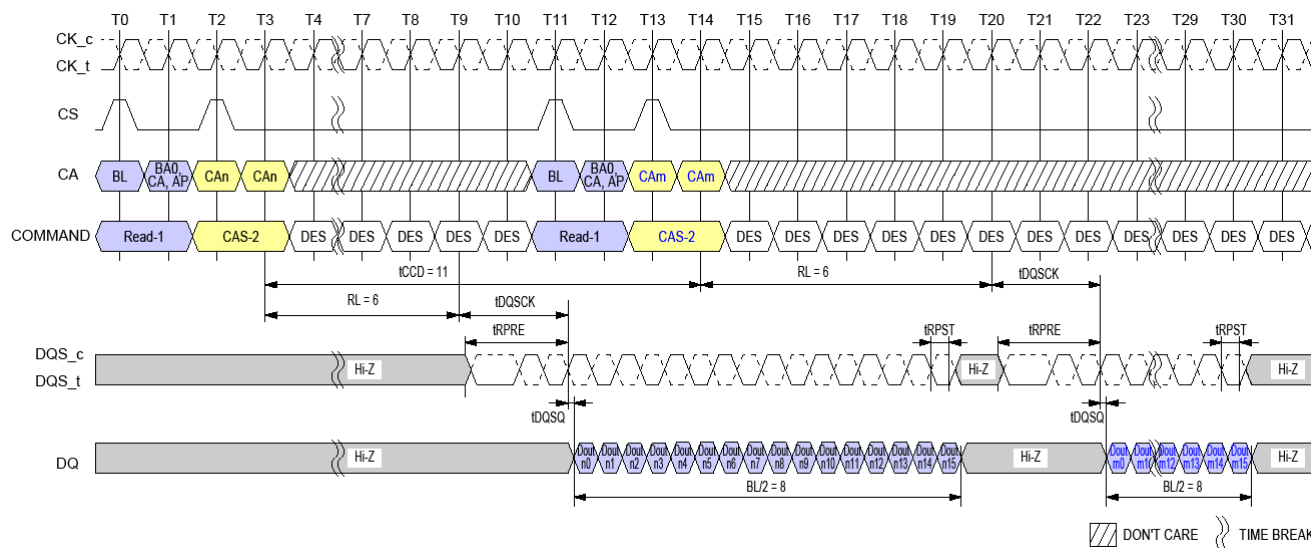 T0 T1 T2 T3 T4 T7 T8 T9 T10 T11 T12 T13 T14 T15 T16 T17 T18 T19 T20 T21 T22 T23 T29 T30 T31
CK_c
CK_t
CS
CA BL BA0, CA, AP CAn CAn BL BA0, CA, AP CAm CAm
COMMAND Read-1 CAS-2 DES DES DES DES DES Read-1 CAS-2 DES DES DES DES DES DES DES DES DES DES DES DES
tCCD = 11 RL = 6 tDQSCK
RL = 6 tDQSCK
tRPRE tRPST tRPRE tRPST
DQS_c
DQS_t
Hi-Z Hi-Z Hi-Z
tDQSQ tDQSQ
DQ Hi-Z Dout n0 Dout n1 Dout n2 Dout n3 Dout n4 Dout n5 Dout n6 Dout n7 Dout n8 Dout n9 Dout n10 Dout n11 Dout n12 Dout n13 Dout n14 Dout n15 Hi-Z Dout m0 Dout m1 Dout m12 Dout m13 Dout m14 Dout m15 Hi-Z
BL/2 = 8 BL/2 = 8
DON'T CARE TIME BREAK